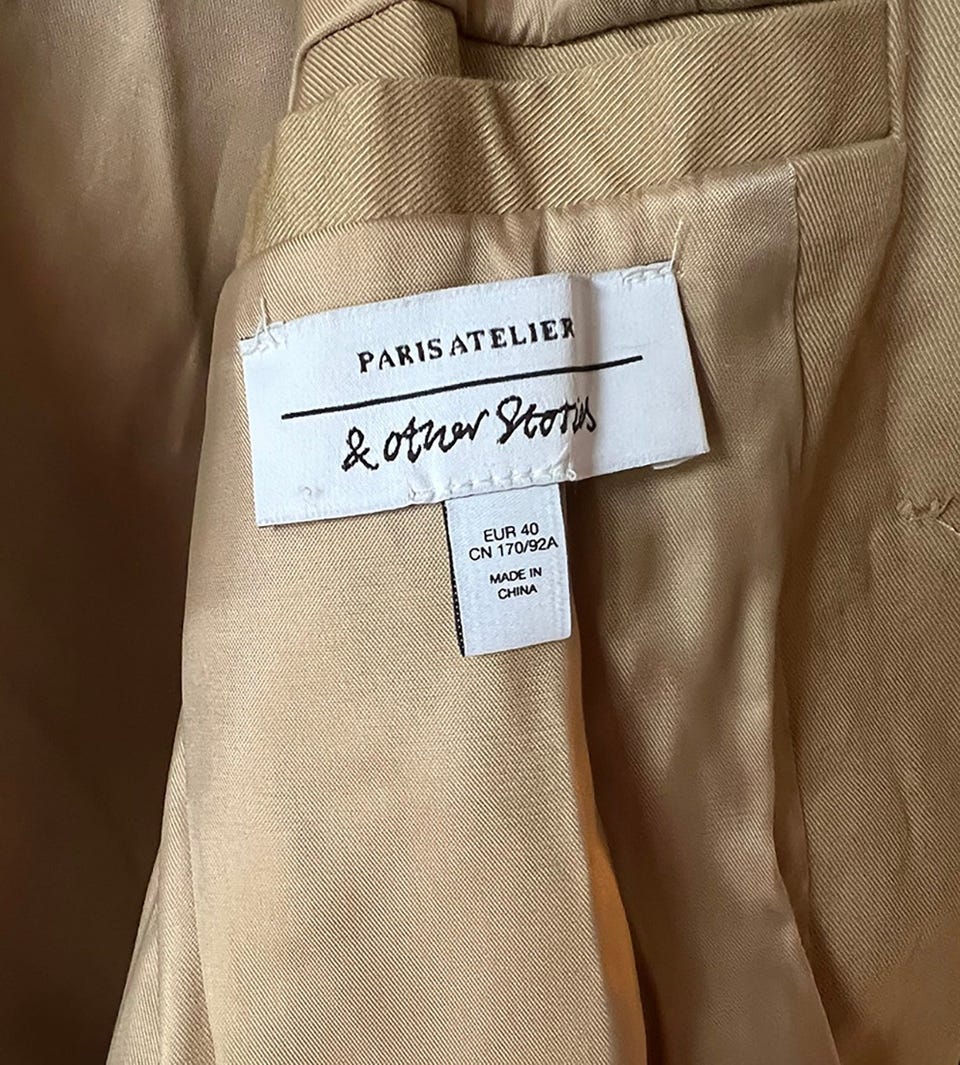 PARIS ATELIER
& other Stories
EUR 40
CN 170/92A
MADE IN
CHINA